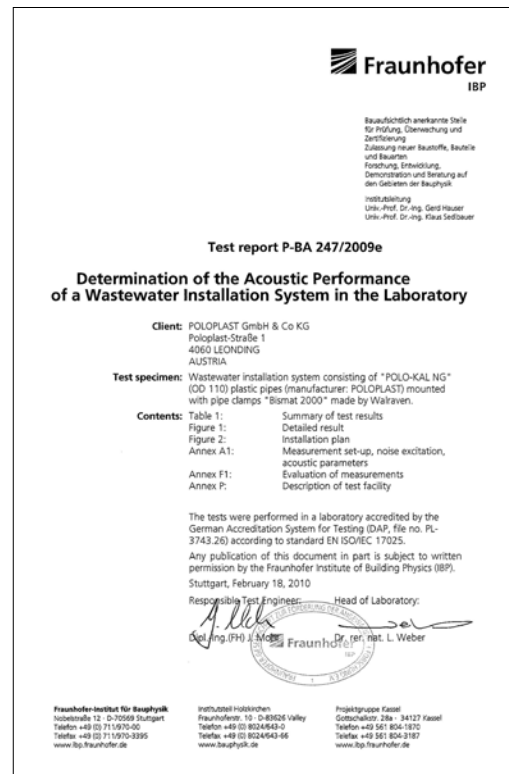 Fraunhofer
IBP
Bauaufsichtlich anerkannte Stelle
für Prüfung, Überwachung und
Zertifizierung
Zulassung neuer Baustoffe, Bauteile
und Bauarten
Forschung, Entwicklung,
Demonstration und Beratung auf
den Gebieten der Bauphysik
Institutsleitung
Univ.-Prof. Dr.-Ing. Gerd Hauser
Univ.-Prof. Dr.-Ing. Klaus Sedlbauer
Test report P-BA 247/2009e
Determination of the Acoustic Performance
of a Wastewater Installation System in the Laboratory
Client: POLOPLAST GmbH & Co KG
Poloplast-Straße 1
4060 LEONDING
AUSTRIA
Test specimen: Wastewater installation system consisting of "POLO-KAL NG"
(OD 110) plastic pipes (manufacturer: POLOPLAST) mounted
with pipe clamps "Bismat 2000" made by Walraven.
Contents: Table 1: Summary of test results
Figure 1: Detailed result
Figure 2: Installation plan
Annex A1: Measurement set-up, noise excitation,
acoustic parameters
Annex F1: Evaluation of measurements
Annex P: Description of test facility
The tests were performed in a laboratory accredited by the
German Accreditation System for Testing (DAP, file no. PL-
3743.26) according to standard EN ISO/IEC 17025.
Any publication of this document in part is subject to written
permission by the Fraunhofer Institute of Building Physics (IBP).
Stuttgart, February 18, 2010
Responsible Test Engineer: Head of Laboratory:
Dipl.-Ing.(FH) J. Mohr Dr. rer. nat. L. Weber
Fraunhofer
IBP
Fraunhofer-Institut für Bauphysik
Nobelstraße 12 · D-70569 Stuttgart
Telefon +49 (0) 711/970-00
Telefax +49 (0) 711/970-3395
www.ibp.fraunhofer.de
Institutsteil Holzkirchen
Fraunhoferstr. 10 · D-83626 Valley
Telefon +49 (0) 8024/643-0
Telefax +49 (0) 8024/643-66
www.bauphysik.de
Projektgruppe Kassel
Gottschalkstr. 28a · 34127 Kassel
Telefon +49 561 804-1870
Telefax +49 561 804-3187
www.ibp.fraunhofer.de